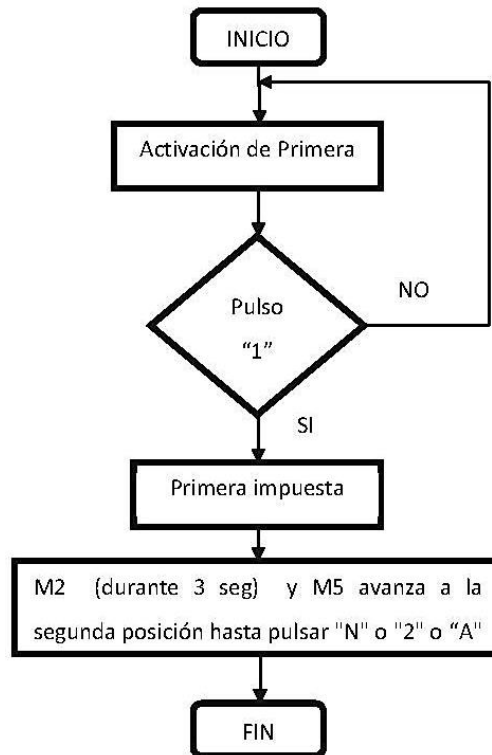 INICIO
Activación de Primera
Pulso
“1”
NO
SI
Primera impuesta
M2 (durante 3 seg) y M5 avanza a la
segunda posición hasta pulsar "N" o "2" o “A”
FIN